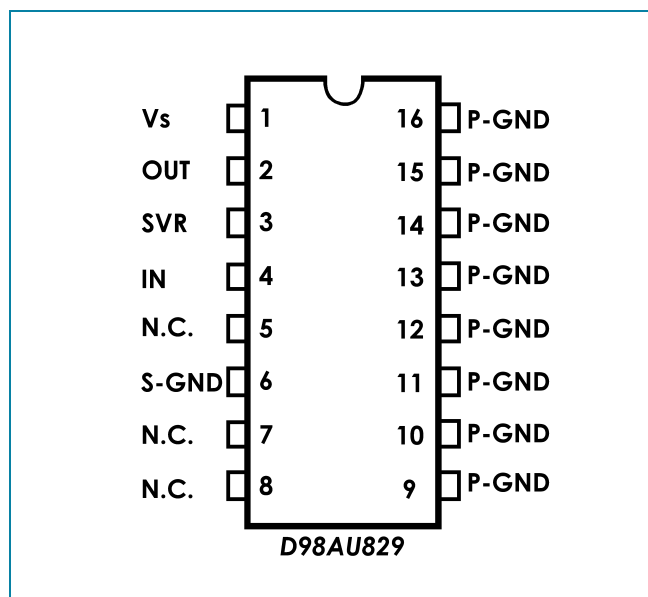 Vs 1 16 P-GND
OUT 2 15 P-GND
SVR 3 14 P-GND
IN 4 13 P-GND
N.C. 5 12 P-GND
S-GND 6 11 P-GND
N.C. 7 10 P-GND
N.C. 8 9 P-GND
D98AU829